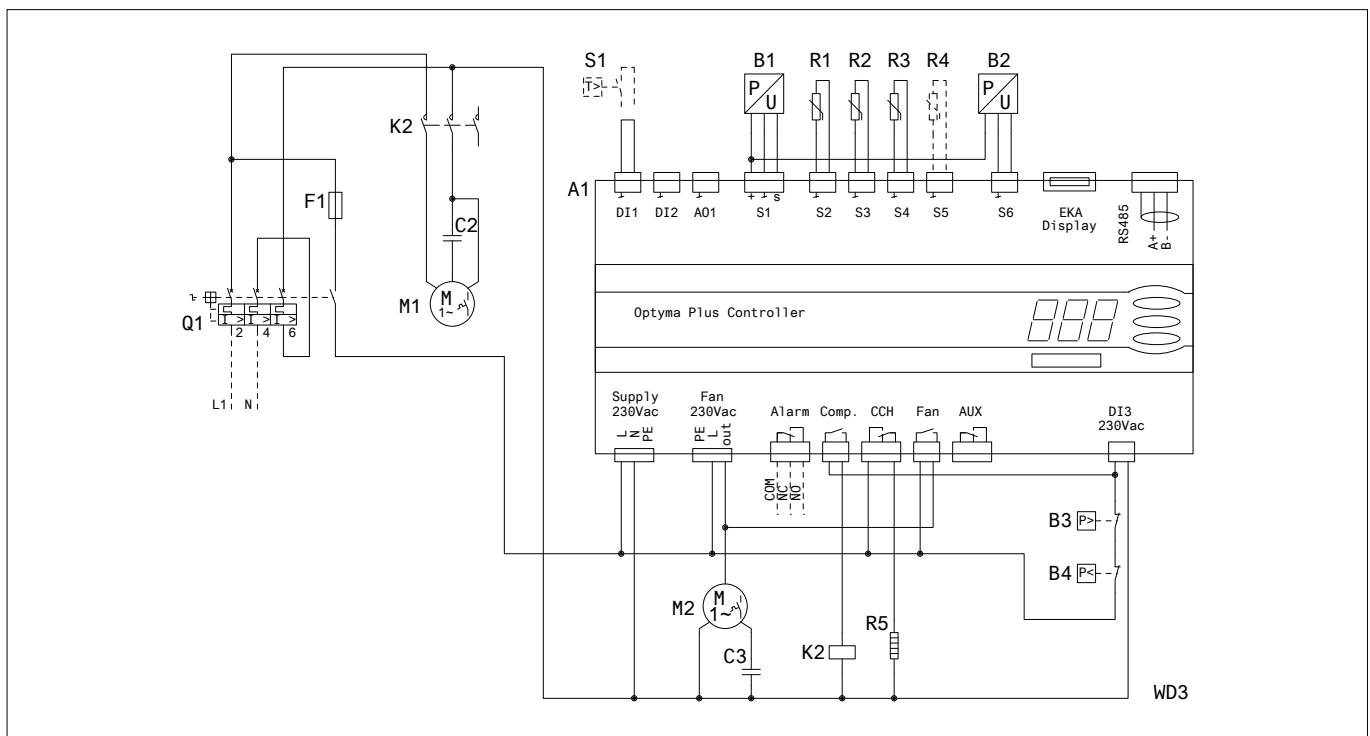 S1 B1 R1 R2 R3 R4 B2
T> P U P U
K2
A1
+ - s
DI1 DI2 AO1 S1 S2 S3 S4 S5 S6 EKA RS485 A+ B-
Display
F1
C2
M1 M 1~
Q1 I > I > I >
2 4 6
Optyma Plus Controller
L1 N
Supply Fan Alarm Comp. CCH Fan AUX DI3
230Vac 230Vac 230Vac
L N PE PE L out
COM NC NO
B3 P>
B4 P<
M2 M 1~
R5
C3 K2
WD3